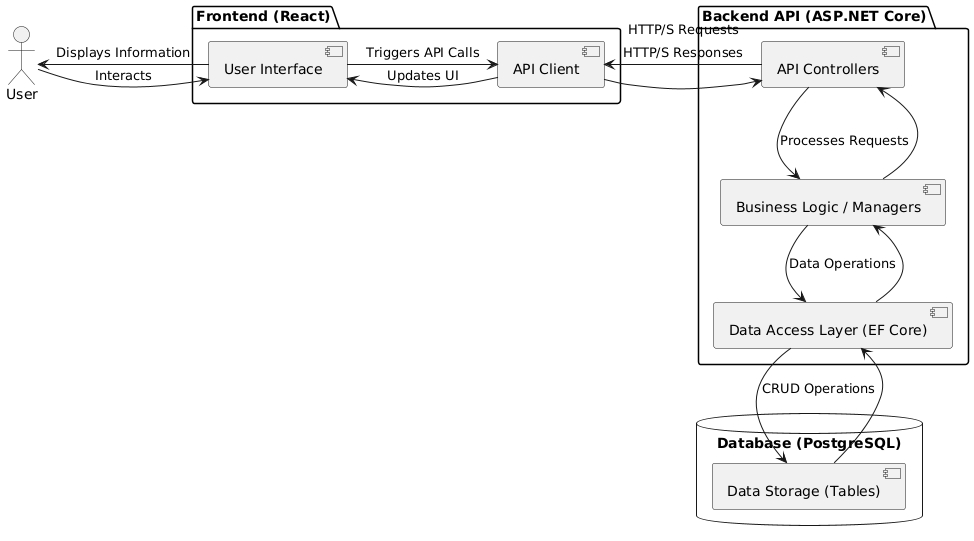 Frontend (React)
Backend API (ASP.NET Core)
HTTP/S Requests
Displays Information
Triggers API Calls
HTTP/S Responses
User Interface
API Client
API Controllers
Interacts
Updates UI
User
Processes Requests
Business Logic / Managers
Data Operations
Data Access Layer (EF Core)
CRUD Operations
Database (PostgreSQL)
Data Storage (Tables)